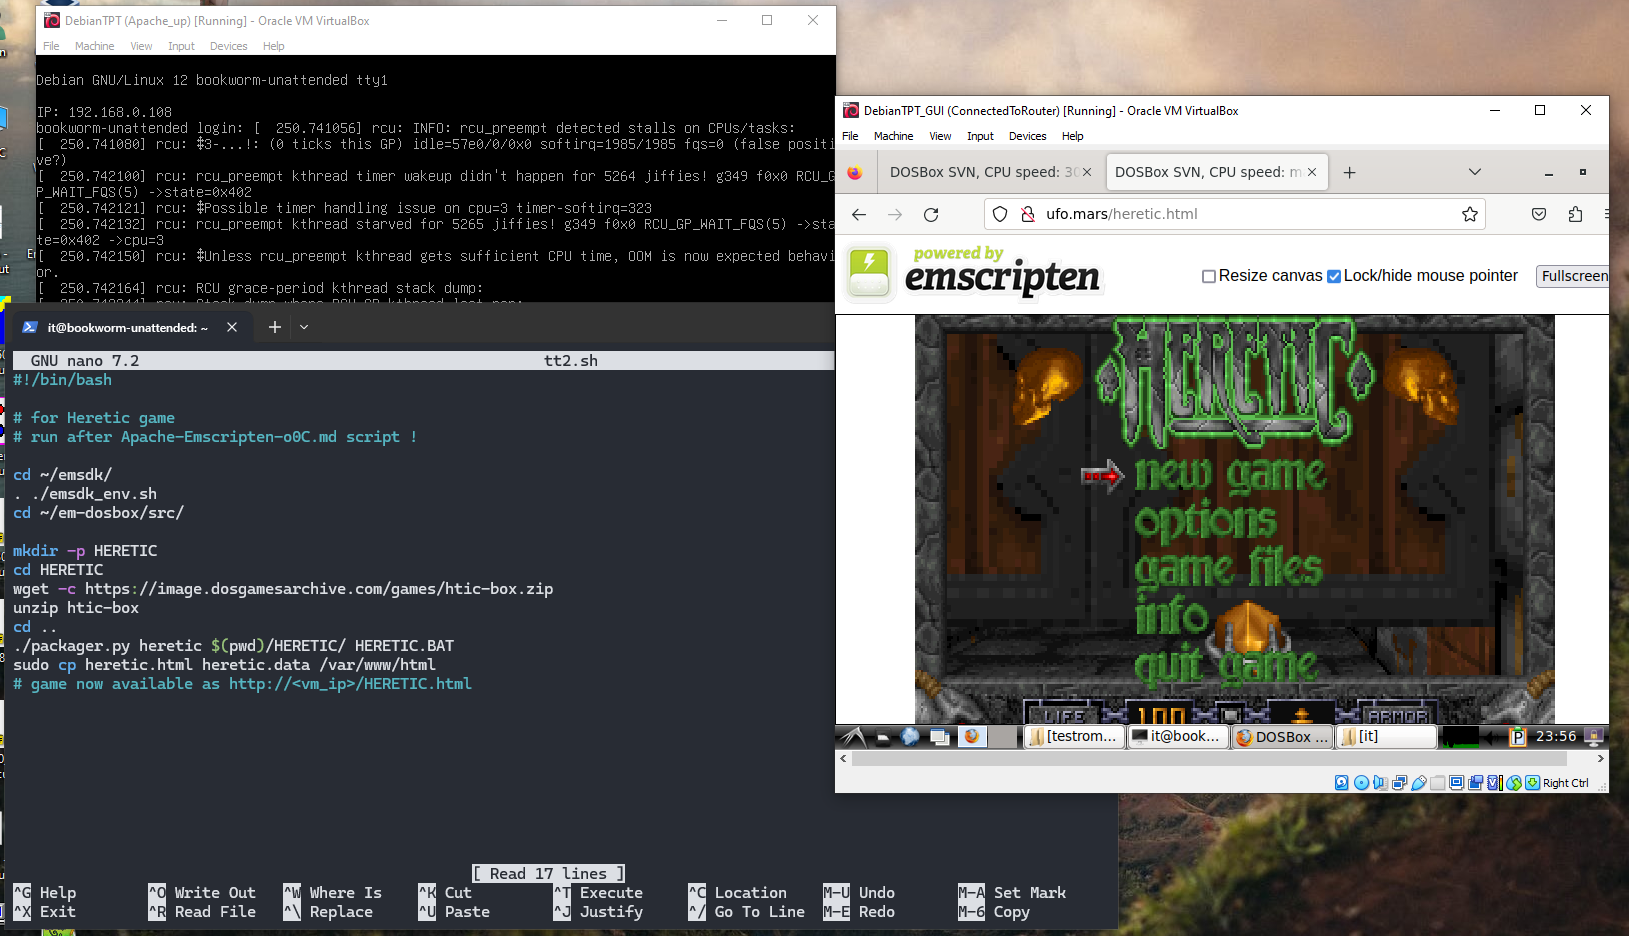 DebianTPT (Apache_up) [Running] - Oracle VM VirtualBox
File Machine View Input Devices Help
Debian GNU/Linux 12 bookworm-unattended tty1
IP: 192.168.0.108
bookworm-unattended login: [  250.741056] rcu: INFO: rcu_preempt detected stalls on CPUs/tasks:
[  250.741080] rcu: 3-...!: (0 ticks this GP) idle=57e0/0/0x0 softirq=1985/1985 fqs=0 (false positi
ve?)
[  250.742100] rcu: rcu_preempt kthread timer wakeup didn't happen for 5264 jiffies! g349 f0x0 RCU_G
P_WAIT_FQS(5) ->state=0x402
[  250.742121] rcu: Possible timer handling issue on cpu=3 timer-softirq=323
[  250.742132] rcu: rcu_preempt kthread starved for 5265 jiffies! g349 f0x0 RCU_GP_WAIT_FQS(5) ->sta
te=0x402 ->cpu=3
[  250.742150] rcu: Unless rcu_preempt kthread gets sufficient CPU time, OOM is now expected behavi
or.
[  250.742164] rcu: RCU grace-period kthread stack dump:
it@bookworm-unattended: ~
GNU nano 7.2 tt2.sh
#!/bin/bash
# for Heretic game
# run after Apache-Emscripten-o0C.md script !
cd ~/emsdk/
. ./emsdk_env.sh
cd ~/em-dosbox/src/
mkdir -p HERETIC
cd HERETIC
wget -c https://image.dosgamesarchive.com/games/htic-box.zip
unzip htic-box
cd ..
./packager.py heretic $(pwd)/HERETIC/ HERETIC.BAT
sudo cp heretic.html heretic.data /var/www/html
# game now available as http://<vm_ip>/HERETIC.html
[ Read 17 lines ]
^G Help ^O Write Out ^W Where Is ^K Cut ^T Execute ^C Location M-U Undo M-A Set Mark
^X Exit ^R Read File ^\ Replace ^U Paste ^J Justify ^/ Go To Line M-E Redo M-6 Copy
DebianTPT_GUI (ConnectedToRouter) [Running] - Oracle VM VirtualBox
File Machine View Input Devices Help
DOSBox SVN, CPU speed: 30 DOSBox SVN, CPU speed: m
ufo.mars/heretic.html
powered by
emscripten
Resize canvas Lock/hide mouse pointer Fullscreen
HERETIC
new game
options
game files
info
quit game
LIFE 100 ARMOR
[testrom... it@book... DOSBox ... [it] P 23:56
Right Ctrl